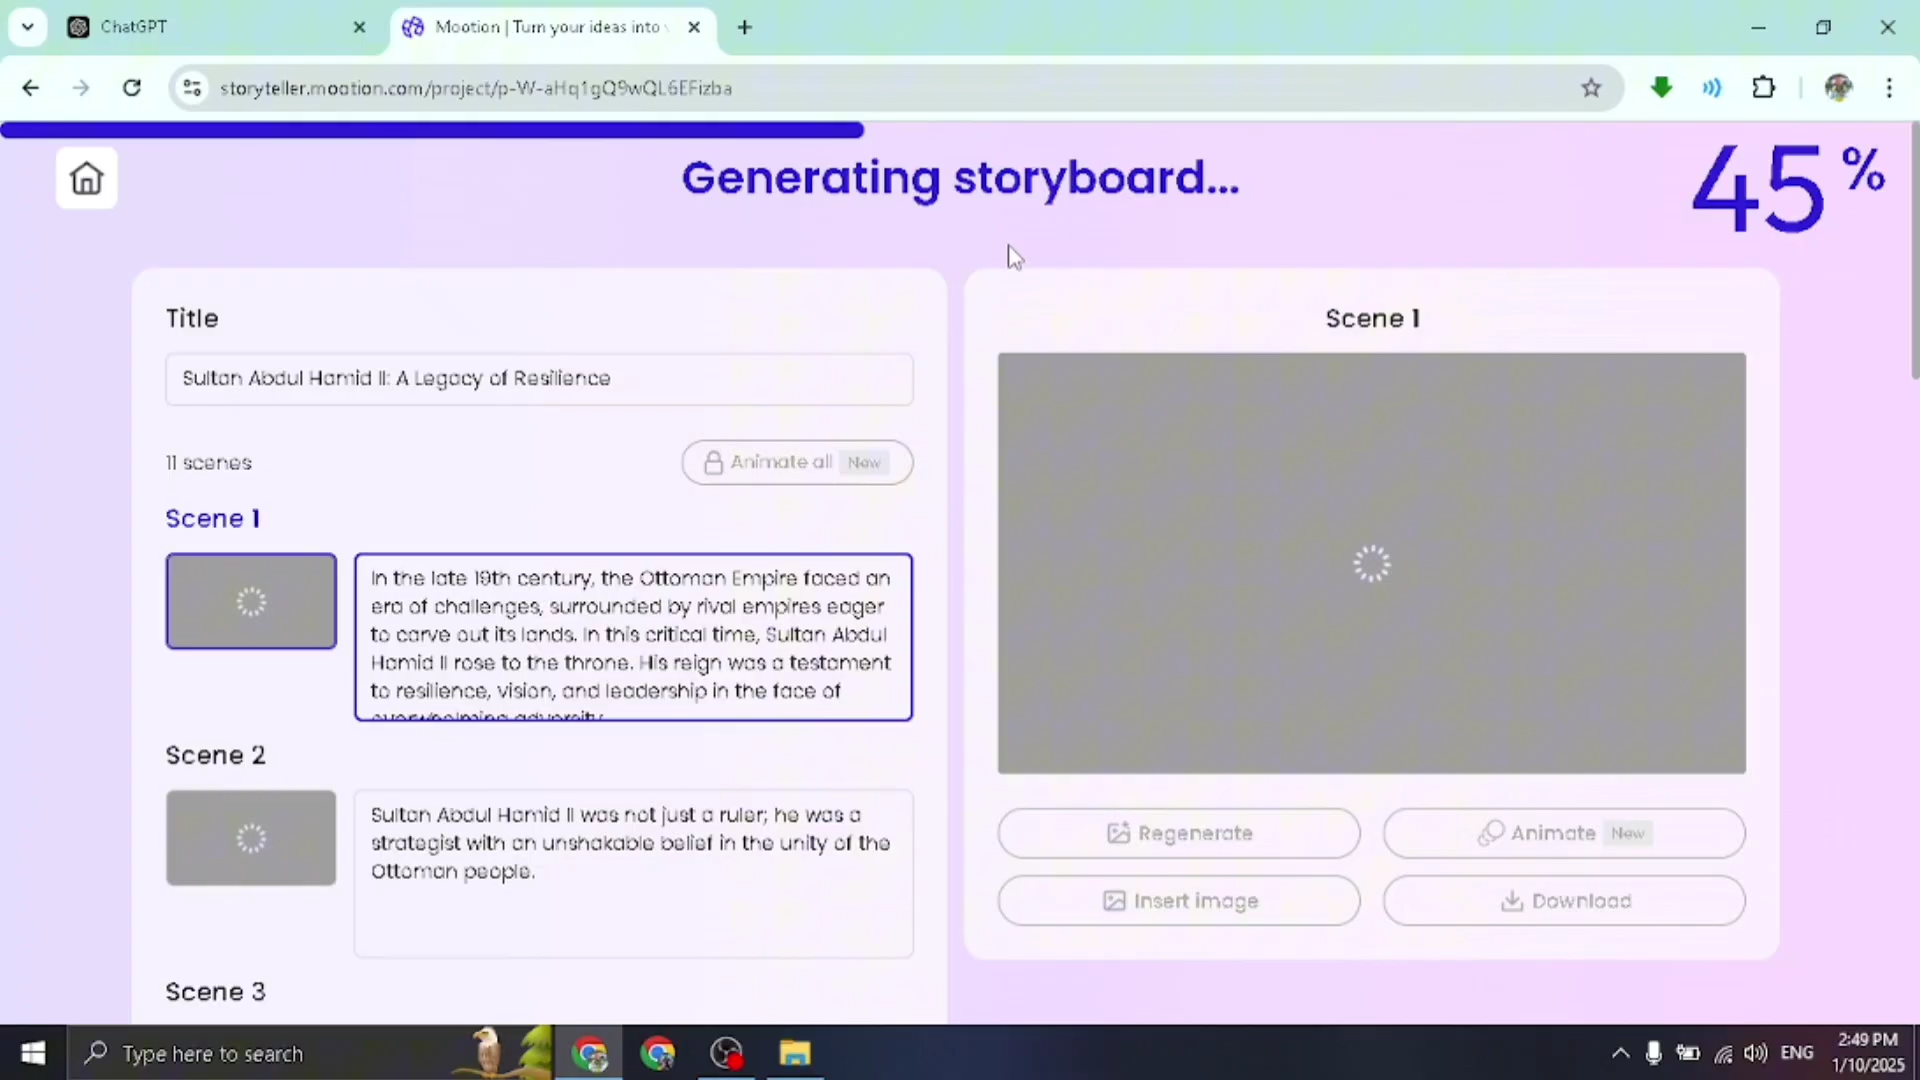 ChatGPT
Mootion | Turn your ideas into
storyteller.mootion.com/project/p-W-aHq1gQ9wQL6EFizba
Generating storyboard...
45%
Title
Sultan Abdul Hamid II: A Legacy of Resilience
11 scenes
Animate all New
Scene 1
In the late 19th century, the Ottoman Empire faced an
era of challenges, surrounded by rival empires eager
to carve out its lands. In this critical time, Sultan Abdul
Hamid II rose to the throne. His reign was a testament
to resilience, vision, and leadership in the face of
overwhelming adversity.
Scene 2
Sultan Abdul Hamid II was not just a ruler; he was a
strategist with an unshakable belief in the unity of the
Ottoman people.
Scene 3
Scene 1
Regenerate
Animate New
Insert image
Download
Type here to search
ENG
2:49 PM
1/10/2025